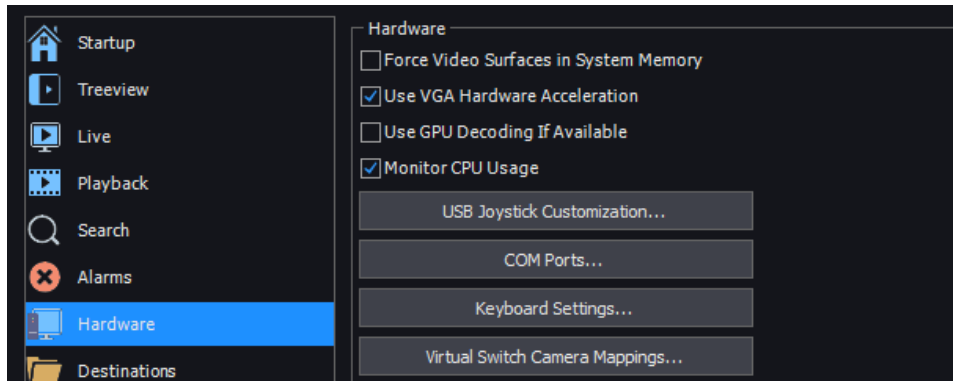 Startup
Treeview
Live
Playback
Search
Alarms
Hardware
Destinations
Hardware
Force Video Surfaces in System Memory
Use VGA Hardware Acceleration
Use GPU Decoding If Available
Monitor CPU Usage
USB Joystick Customization...
COM Ports...
Keyboard Settings...
Virtual Switch Camera Mappings...